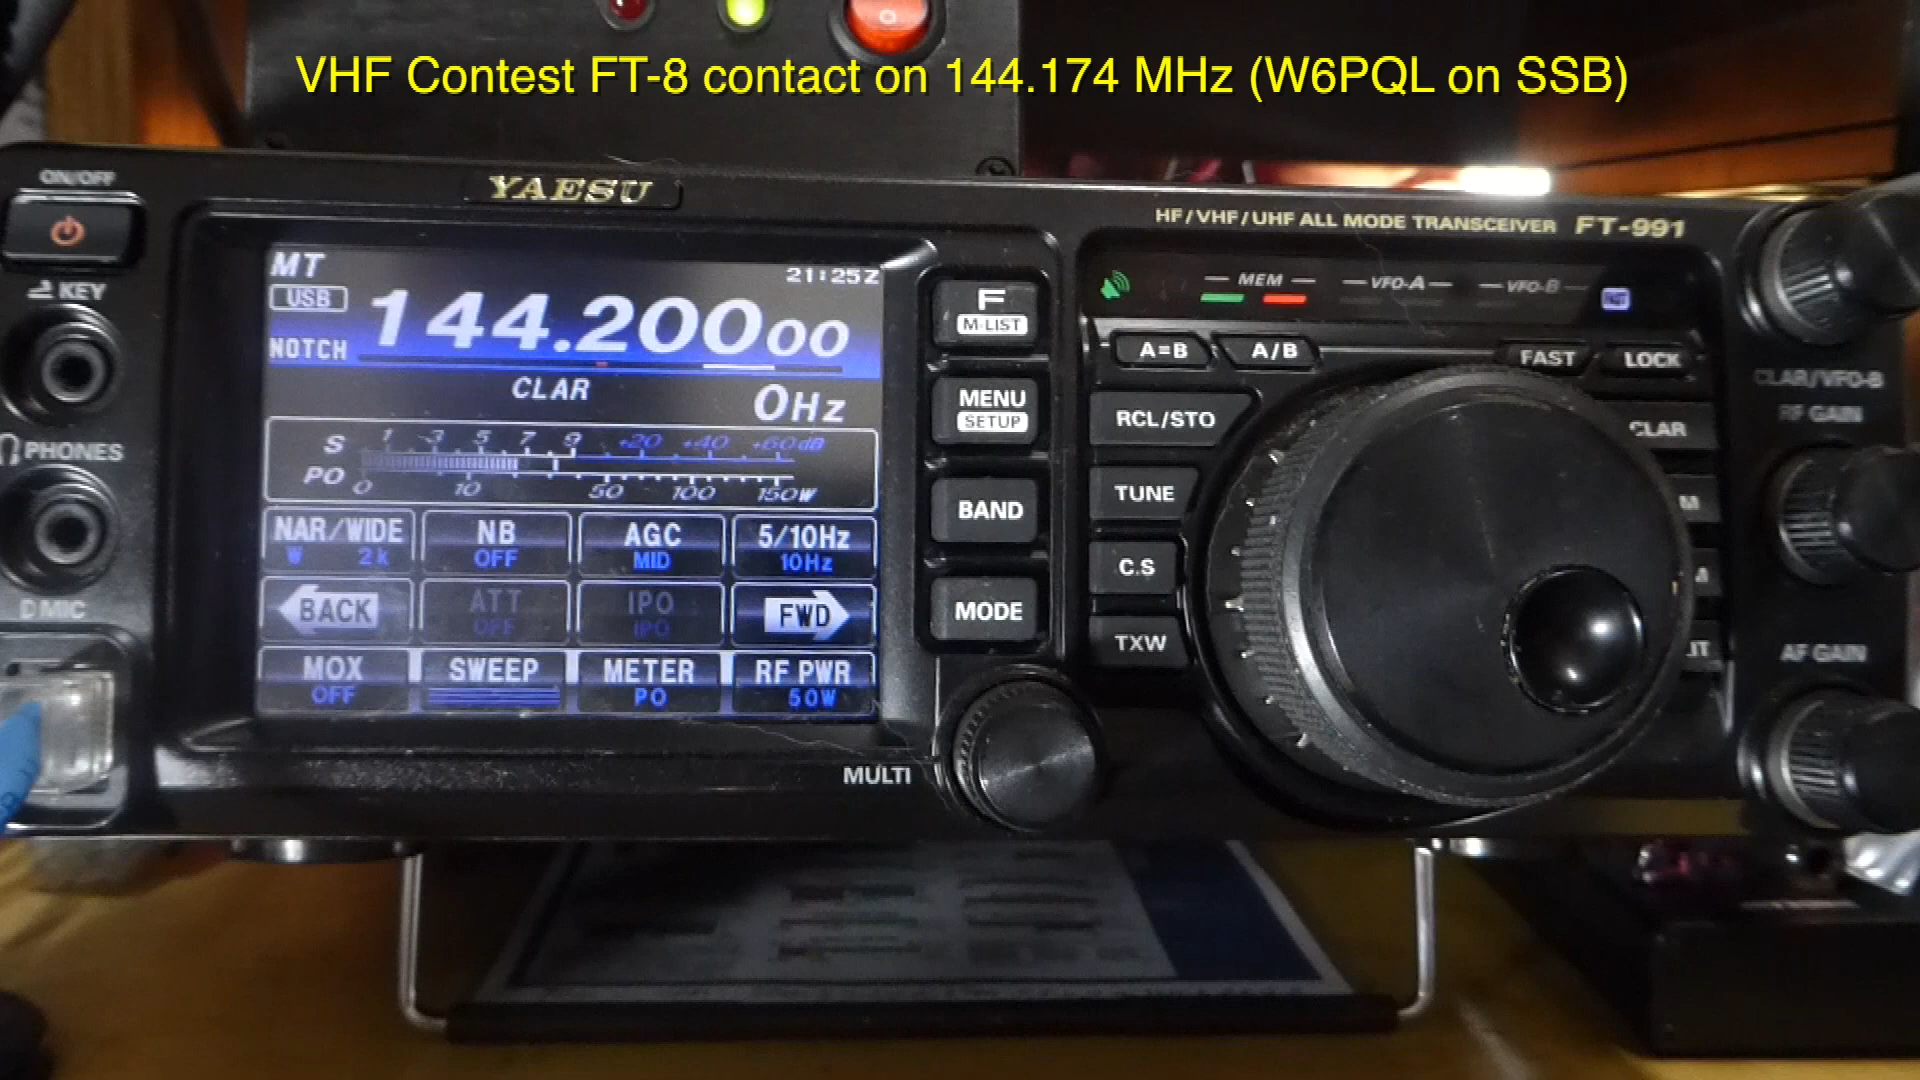 VHF Contest FT-8 contact on 144.174 MHz (W6PQL on SSB)
ON/OFF
YAESU
HF/VHF/UHF ALL MODE TRANSCEIVER FT-991
MT
21:25Z
USB
144.20000
NOTCH
CLAR
0Hz
S 1 3 5 7 9 +20 +40 +60dB
PO 0 10 50 100 150W
NAR/WIDE
W 2k
NB
OFF
AGC
MID
5/10Hz
10Hz
BACK
ATT
OFF
IPO
IPO
FWD
MOX
OFF
SWEEP
METER
PO
RF PWR
50W
KEY
PHONES
DMIC
F
M-LIST
MENU
SETUP
BAND
MODE
MULTI
MEM
VFO-A
VFO-B
A=B
A/B
FAST
LOCK
RCL/STO
TUNE
C.S
TXW
CLAR
M
CLAR/VFO-B
RF GAIN
AF GAIN